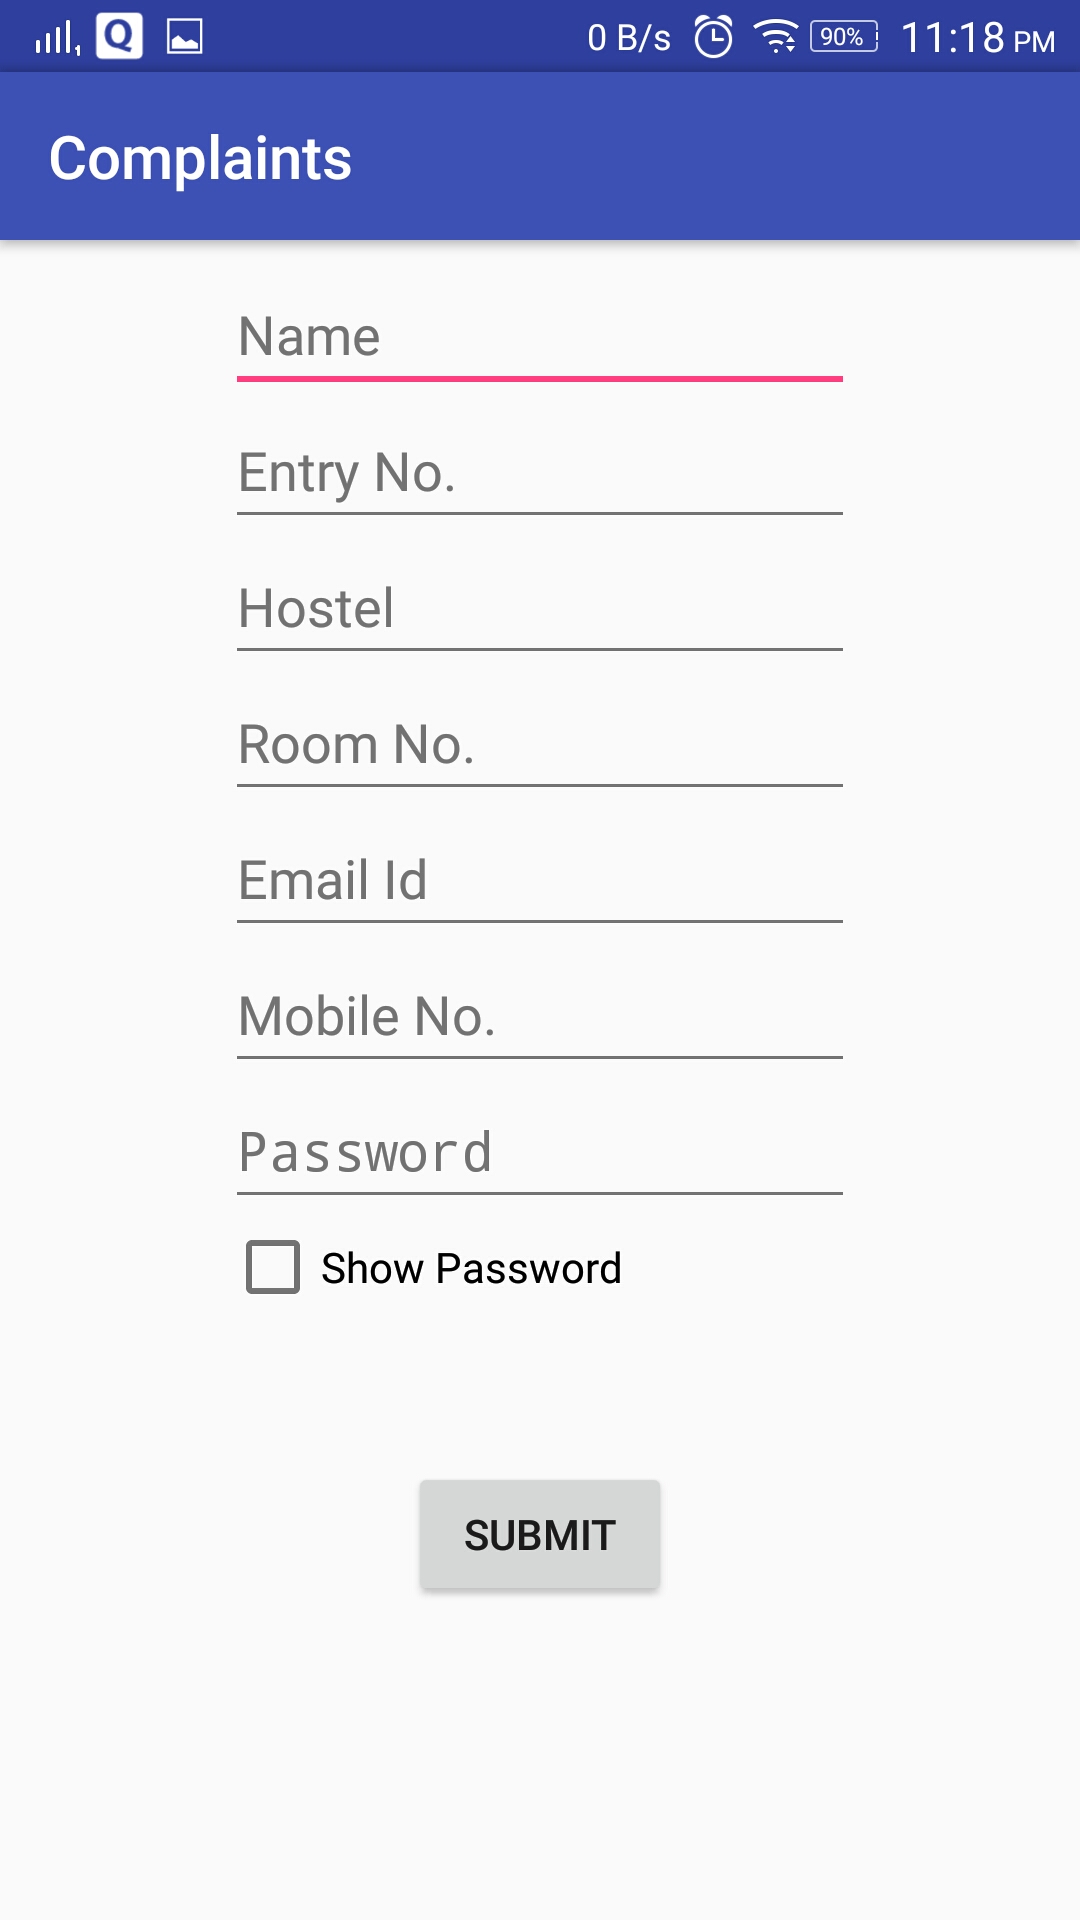 Q 0 B/s 90% 11:18 PM
Complaints
Name
Entry No.
Hostel
Room No.
Email Id
Mobile No.
Password
Show Password
SUBMIT